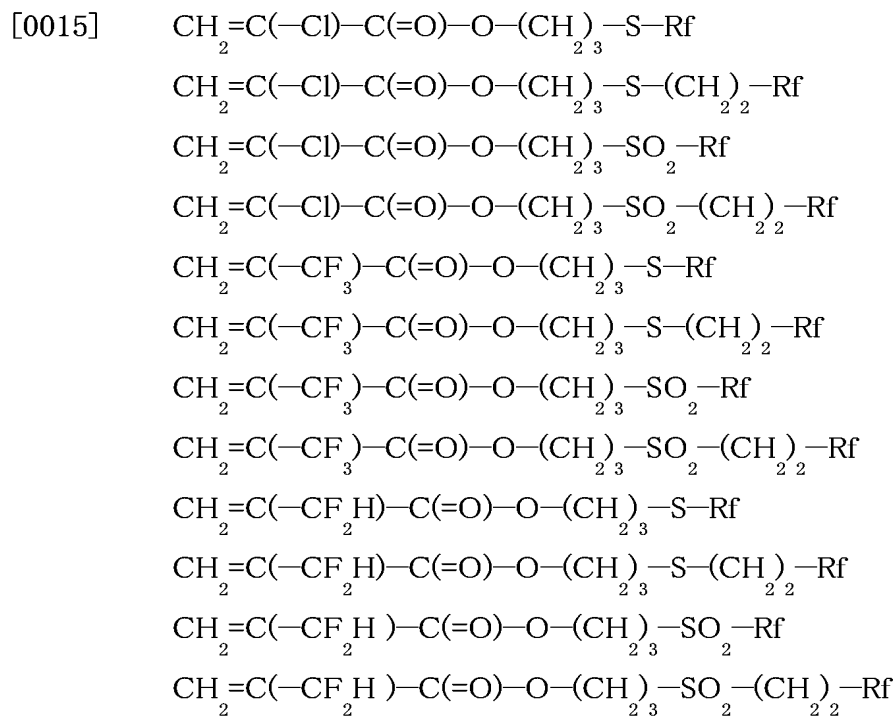 [0015] CH₂=C(—Cl)—C(=O)—O—(CH₂)₃—S—Rf
CH₂=C(—Cl)—C(=O)—O—(CH₂)₃—S—(CH₂)₂—Rf
CH₂=C(—Cl)—C(=O)—O—(CH₂)₃—SO₂—Rf
CH₂=C(—Cl)—C(=O)—O—(CH₂)₃—SO₂—(CH₂)₂—Rf
CH₂=C(—CF₃)—C(=O)—O—(CH₂)₃—S—Rf
CH₂=C(—CF₃)—C(=O)—O—(CH₂)₃—S—(CH₂)₂—Rf
CH₂=C(—CF₃)—C(=O)—O—(CH₂)₃—SO₂—Rf
CH₂=C(—CF₃)—C(=O)—O—(CH₂)₃—SO₂—(CH₂)₂—Rf
CH₂=C(—CF₂H)—C(=O)—O—(CH₂)₃—S—Rf
CH₂=C(—CF₂H)—C(=O)—O—(CH₂)₃—S—(CH₂)₂—Rf
CH₂=C(—CF₂H)—C(=O)—O—(CH₂)₃—SO₂—Rf
CH₂=C(—CF₂H)—C(=O)—O—(CH₂)₃—SO₂—(CH₂)₂—Rf